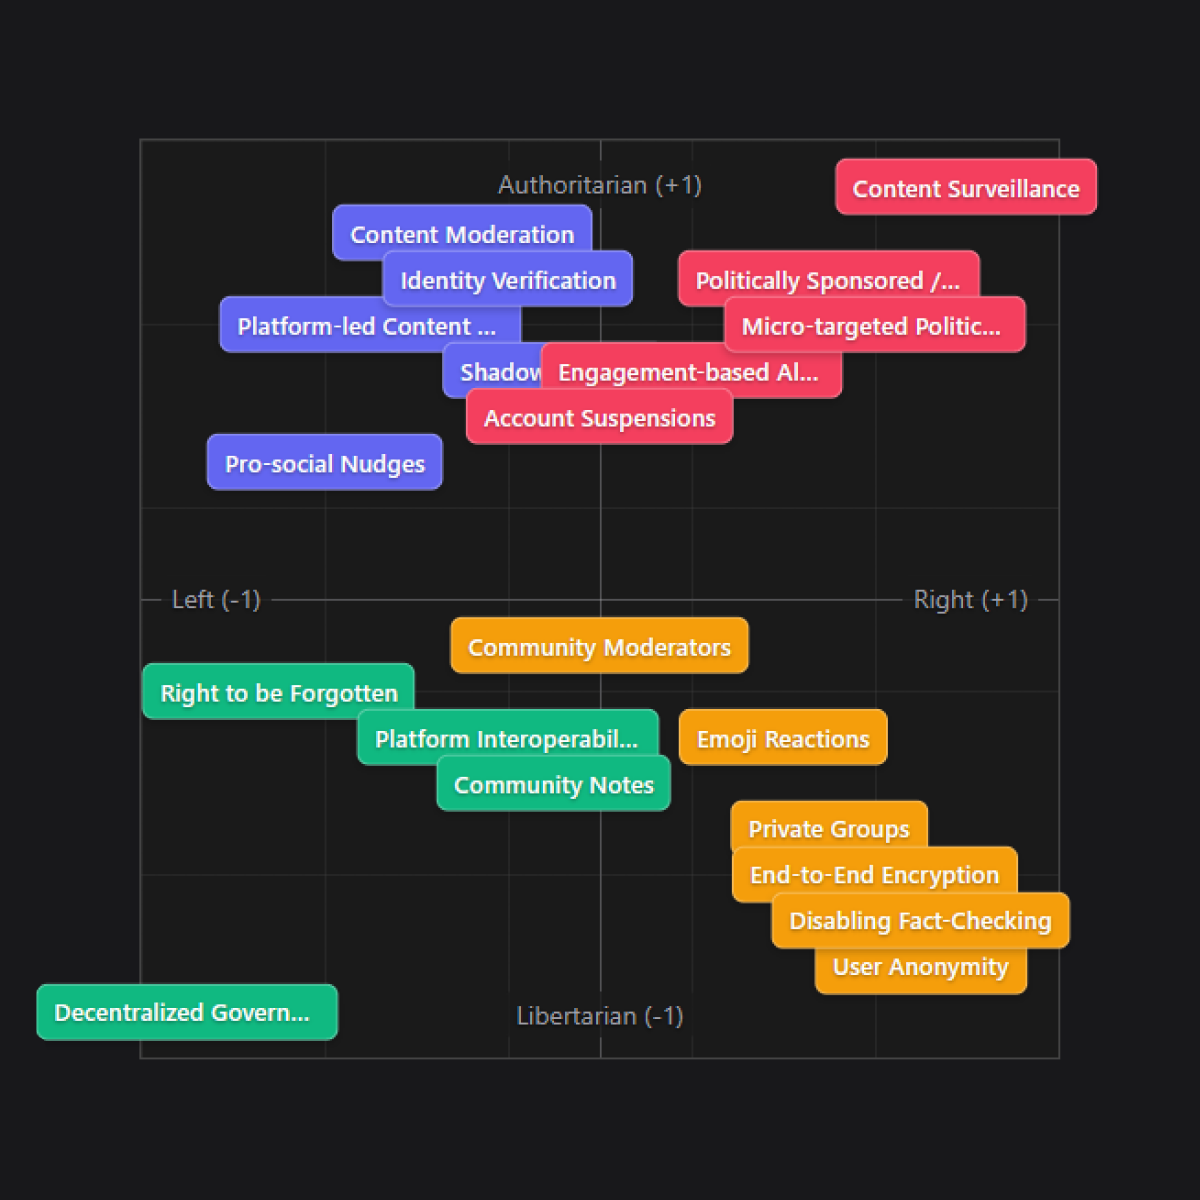 Authoritarian (+1)
Content Surveillance
Content Moderation
Identity Verification
Politically Sponsored /...
Platform-led Content ...
Micro-targeted Politic...
Shadow
Engagement-based Al...
Account Suspensions
Pro-social Nudges
Left (-1)
Right (+1)
Community Moderators
Right to be Forgotten
Platform Interoperabil...
Emoji Reactions
Community Notes
Private Groups
End-to-End Encryption
Disabling Fact-Checking
User Anonymity
Decentralized Govern...
Libertarian (-1)